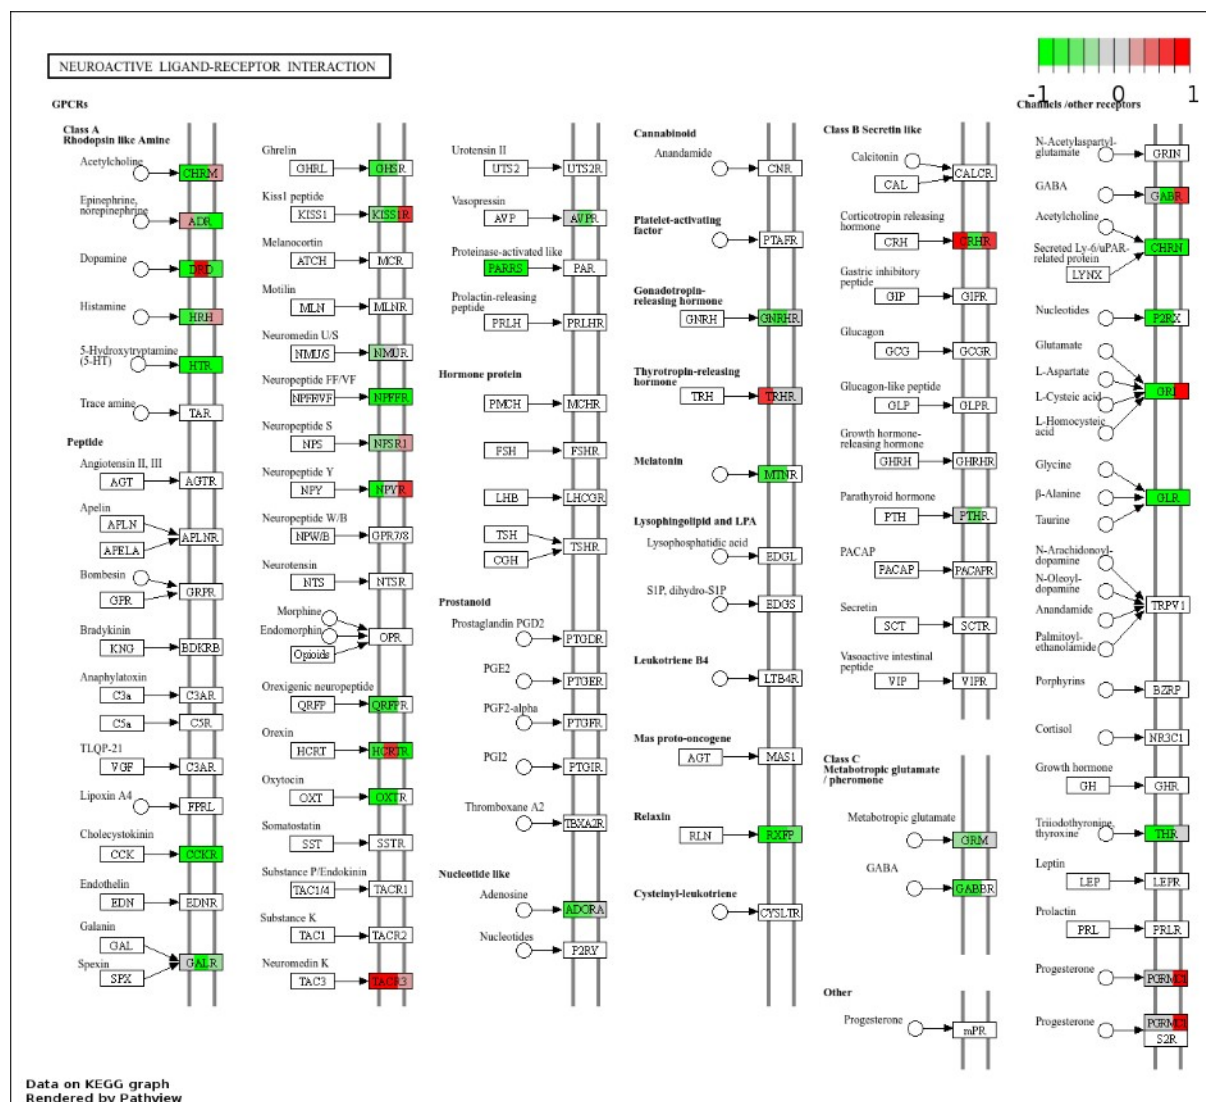 NEUROACTIVE LIGAND-RECEPTOR INTERACTION
-1 0 1
GPCRs
Class A
Rhodopsin like Amine
Acetylcholine
CHRM
Epinephrine,
norepinephrine
ADR
Dopamine
DRD
Histamine
HRH
5-Hydroxytryptamine
(5-HT)
HTR
Trace amine
TAR
Peptide
Angiotensin II, III
AGT AGTR
Apelin
APLN
APELA
APLNR
Bombesin
GPR
GRPR
Bradykinin
KNG BDKRB
Anaphylatoxin
C3a C3AR
C5a C5R
TLQP-21
VGF C3AR
Lipoxin A4
FPRL
Cholecystokinin
CCK CCKR
Endothelin
EDN EDNR
Galanin
GAL
Spexin
SPX
GALR
Ghrelin
GHRL GHSR
Kiss1 peptide
KISS1 KISS1R
Melanocortin
ATCH MCR
Motilin
MLN MLNR
Neuromedin U/S
NMU/S NMUR
Neuropeptide FF/VF
NPFF/VF NPFFR
Neuropeptide S
NPS NPSR1
Neuropeptide Y
NPY NPYR
Neuropeptide W/B
NPW/B GPR7/8
Neurotensin
NTS NTSR
Morphine
Endomorphin
Opioids
OPR
Orexigenic neuropeptide
QRFP QRFPR
Orexin
HCRT HCRTR
Oxytocin
OXT OXTR
Somatostatin
SST SSTR
Substance P/Endokinin
TAC1/4 TACR1
Substance K
TAC1 TACR2
Neuromedin K
TAC3 TACR3
Urotensin II
UTS2 UTS2R
Vasopressin
AVP AVPR
Proteinase-activated like
PARRS PAR
Prolactin-releasing
peptide
PRLH PRLHR
Hormone protein
PMCH MCHR
FSH FSHR
LHB LHCGR
TSH
CGH
TSHR
Prostanoid
Prostaglandin PGD2
PTGDR
PGE2
PTGER
PGF2-alpha
PTGFR
PGI2
PTGIR
Thromboxane A2
TBXA2R
Nucleotide like
Adenosine
ADORA
Nucleotides
P2RY
Cannabinoid
Anandamide
CNR
Platelet-activating
factor
PTAFR
Gonadotropin-
releasing hormone
GNRH GNRHR
Thyrotropin-releasing
hormone
TRH TRHR
Melatonin
MTNR
Lysophingolipid and LPA
Lysophosphatidic acid
EDGL
S1P, dihydro-S1P
EDGS
Leukotriene B4
LTB4R
Mas proto-oncogene
AGT MAS1
Relaxin
RLN RXFP
Cysteinyl-leukotriene
CYSLTR
Class B Secretin like
Calcitonin
CAL
CALCR
Corticotropin releasing
hormone
CRH CRHR
Gastric inhibitory
peptide
GIP GIPR
Glucagon
GCG GCGR
Glucagon-like peptide
GLP GLPR
Growth hormone-
releasing hormone
GHRH GHRHR
Parathyroid hormone
PTH PTHR
PACAP
PACAP PACAPR
Secretin
SCT SCTR
Vasoactive intestinal
peptide
VIP VIPR
Class C
Metabotropic glutamate
/ pheromone
Metabotropic glutamate
GRM
GABA
GABBR
Other
Progesterone
mPR
Channels /other receptors
N-Acetylaspartyl-
glutamate
GRIN
GABA
GABR
Acetylcholine
CHRN
Secreted Ly-6/uPAR-
related protein
LYNX
Nucleotides
P2RX
Glutamate
L-Aspartate
L-Cysteic acid
L-Homocysteic
acid
GRI
Glycine
β-Alanine
Taurine
GLR
N-Arachidonoyl-
dopamine
N-Oleoyl-
dopamine
Anandamide
Palmitoyl-
ethanolamide
TRPV1
Porphyrins
BZRP
Cortisol
NR3C1
Growth hormone
GH GHR
Triiodothyronine,
thyroxine
THR
Leptin
LEP LEPR
Prolactin
PRL PRLR
Progesterone
PGRMC1
Progesterone
PGRMC1
S2R
Data on KEGG graph
Rendered by Pathview